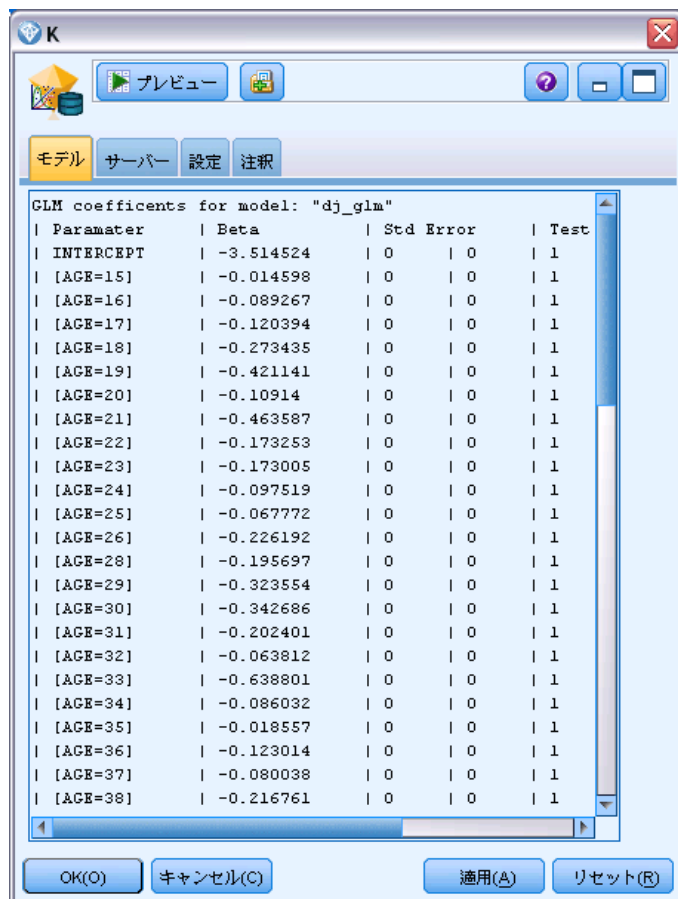 K
プレビュー
モデル サーバー 設定 注釈
GLM coefficents for model: "dj_glm"
| Paramater | Beta | Std Error | Test
| INTERCEPT | -3.514524 | 0 | 0 | 1
| [AGE=15] | -0.014598 | 0 | 0 | 1
| [AGE=16] | -0.089267 | 0 | 0 | 1
| [AGE=17] | -0.120394 | 0 | 0 | 1
| [AGE=18] | -0.273435 | 0 | 0 | 1
| [AGE=19] | -0.421141 | 0 | 0 | 1
| [AGE=20] | -0.10914 | 0 | 0 | 1
| [AGE=21] | -0.463587 | 0 | 0 | 1
| [AGE=22] | -0.173253 | 0 | 0 | 1
| [AGE=23] | -0.173005 | 0 | 0 | 1
| [AGE=24] | -0.097519 | 0 | 0 | 1
| [AGE=25] | -0.067772 | 0 | 0 | 1
| [AGE=26] | -0.226192 | 0 | 0 | 1
| [AGE=28] | -0.195697 | 0 | 0 | 1
| [AGE=29] | -0.323554 | 0 | 0 | 1
| [AGE=30] | -0.342686 | 0 | 0 | 1
| [AGE=31] | -0.202401 | 0 | 0 | 1
| [AGE=32] | -0.063812 | 0 | 0 | 1
| [AGE=33] | -0.638801 | 0 | 0 | 1
| [AGE=34] | -0.086032 | 0 | 0 | 1
| [AGE=35] | -0.018557 | 0 | 0 | 1
| [AGE=36] | -0.123014 | 0 | 0 | 1
| [AGE=37] | -0.080038 | 0 | 0 | 1
| [AGE=38] | -0.216761 | 0 | 0 | 1
OK(O) キャンセル(C) 適用(A) リセット(R)